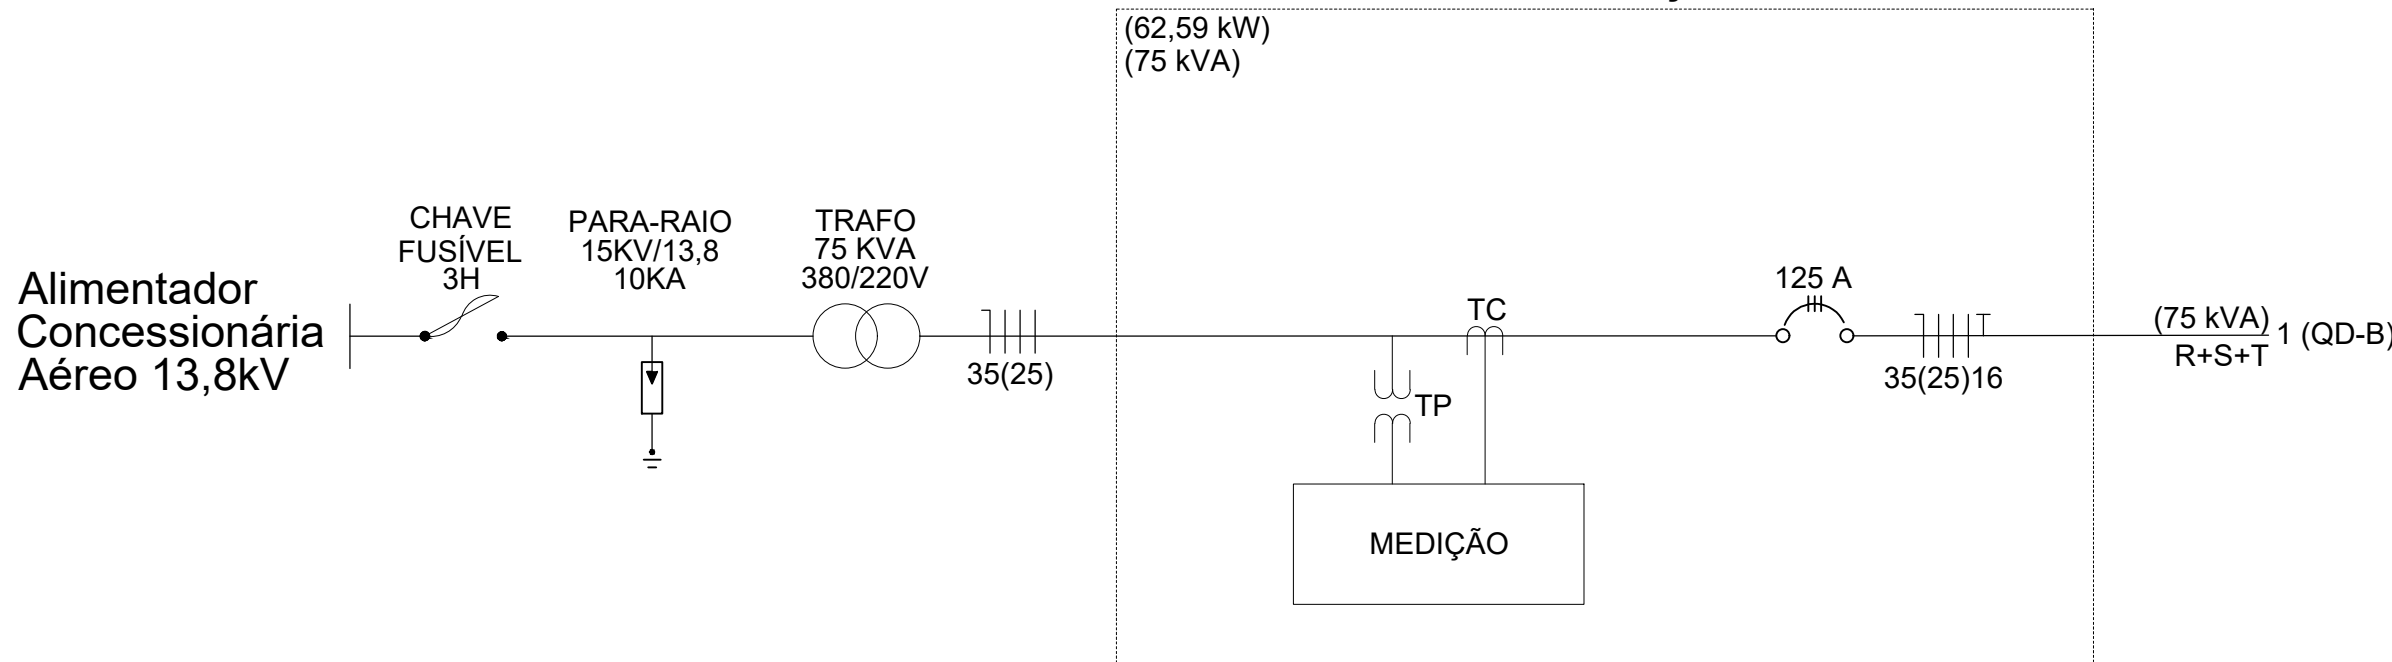 (62,59 kW)
(75 kVA)
CHAVE
FUSÍVEL
3H
PARA-RAIO
15KV/13,8
10KA
TRAFO
75 KVA
380/220V
Alimentador
Concessionária
Aéreo 13,8kV
35(25)
TC
TP
MEDIÇÃO
125 A
35(25)16
(75 kVA)
R+S+T
1 (QD-B)